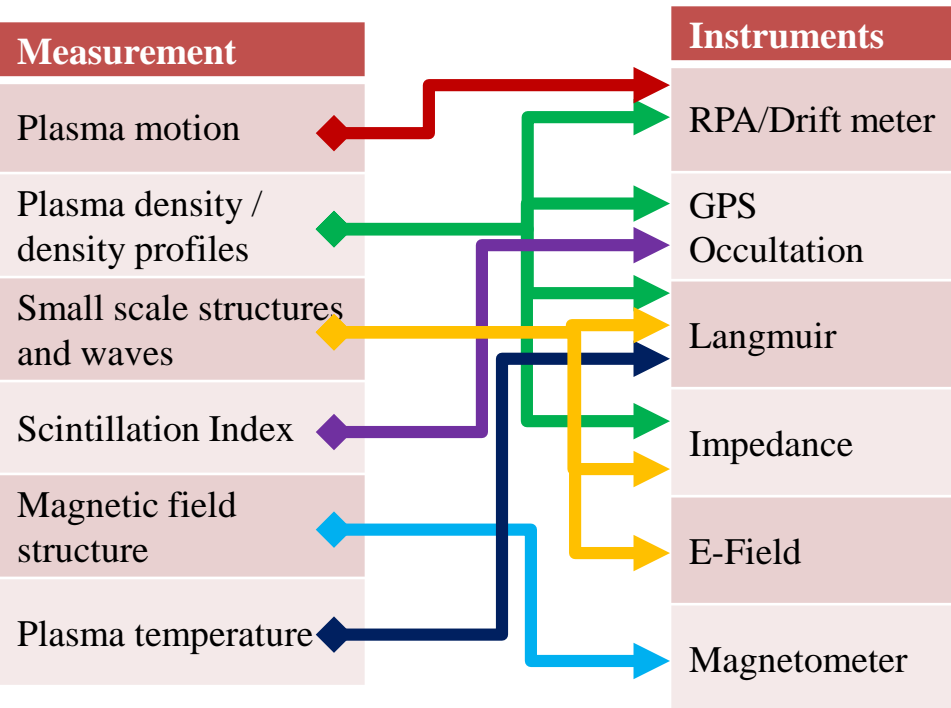 Measurement
Plasma motion
Plasma density /
density profiles
Small scale structures
and waves
Scintillation Index
Magnetic field
structure
Plasma temperature
Instruments
RPA/Drift meter
GPS
Occultation
Langmuir
Impedance
E-Field
Magnetometer